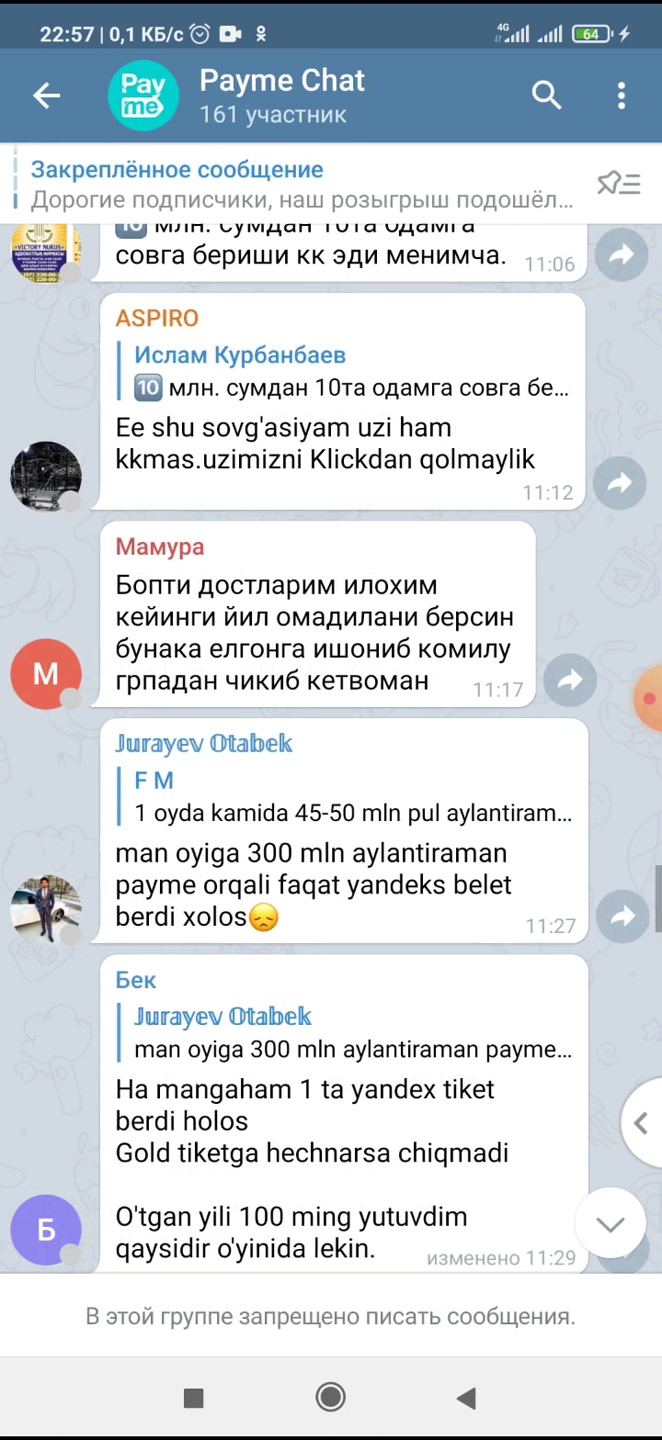 22:57 | 0,1 КБ/с
4G
64
Pay
me
Payme Chat
161 участник
Закреплённое сообщение
Дорогие подписчики, наш розыгрыш подошёл...
10 млн. сумдан 10та одамга
совга бериши кк эди менимча.
11:06
VICTORY NUKUS
ASPIRO
Ислам Курбанбаев
10 млн. сумдан 10та одамга совга бе...
Ee shu sovg'asiyam uzi ham
kkmas.uzimizni Klickdan qolmaylik
11:12
Мамура
Бопти достларим илохим
кейинги йил омадилани берсин
бунака елгонга ишониб комилу
грпадан чикиб кетвоман
11:17
М
Jurayev Otabek
F M
1 oyda kamida 45-50 mln pul aylantiram...
man oyiga 300 mln aylantiraman
payme orqali faqat yandeks belet
berdi xolos😞
11:27
Бек
Jurayev Otabek
man oyiga 300 mln aylantiraman payme...
Ha mangaham 1 ta yandex tiket
berdi holos
Gold tiketga hechnarsa chiqmadi
O'tgan yili 100 ming yutuvdim
qaysidir o'yinida lekin.
изменено 11:29
Б
В этой группе запрещено писать сообщения.